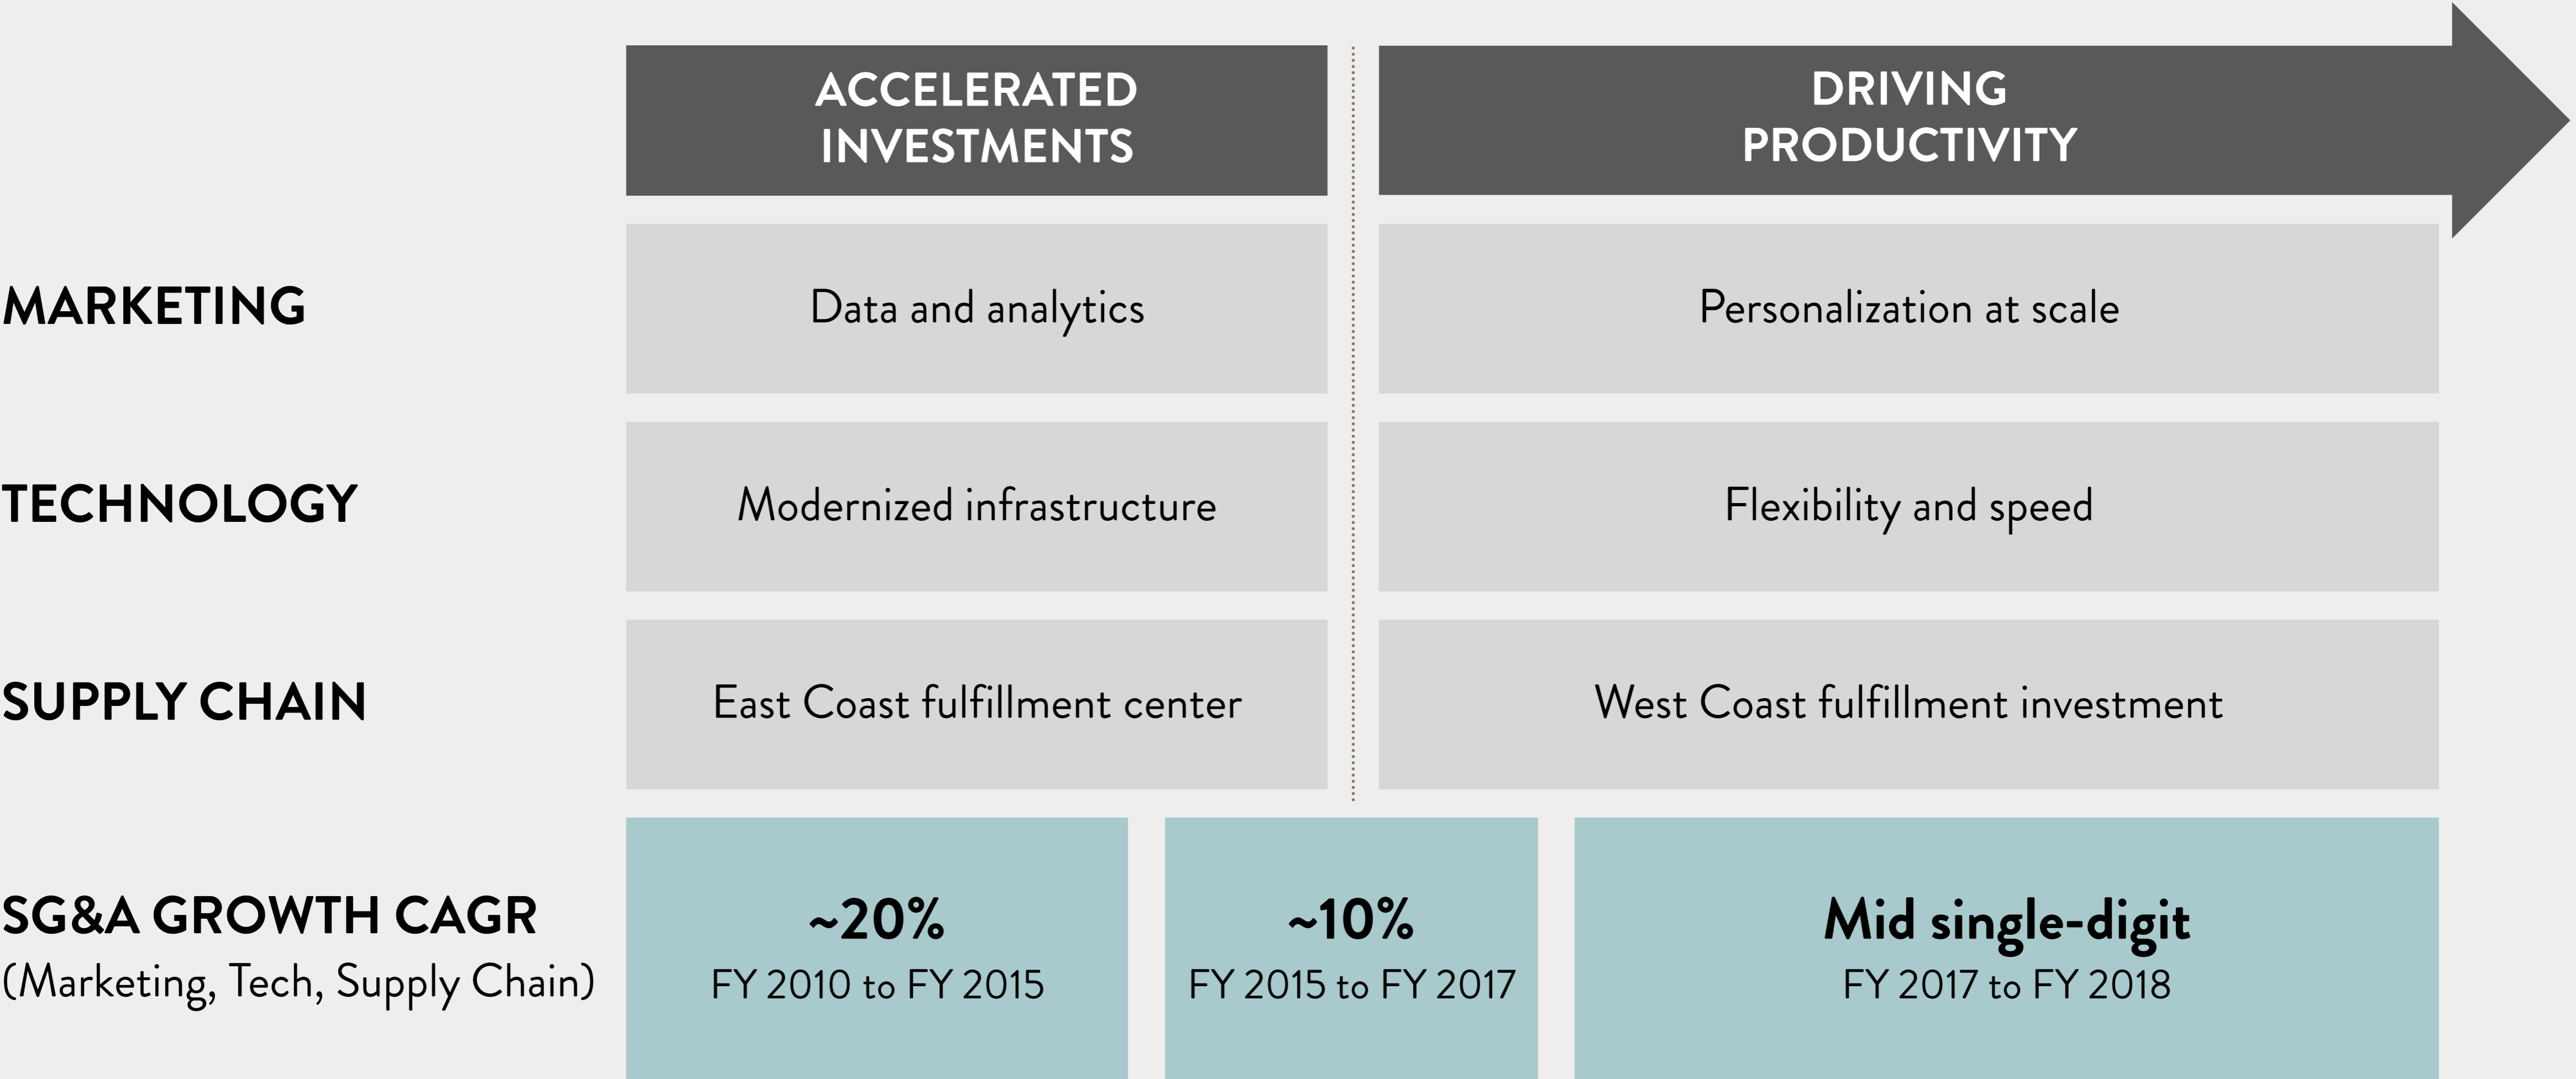 ACCELERATED
INVESTMENTS
DRIVING
PRODUCTIVITY
MARKETING
Data and analytics
Personalization at scale
TECHNOLOGY
Modernized infrastructure
Flexibility and speed
SUPPLY CHAIN
East Coast fulfillment center
West Coast fulfillment investment
SG&A GROWTH CAGR
(Marketing, Tech, Supply Chain)
~20%
FY 2010 to FY 2015
~10%
FY 2015 to FY 2017
Mid single-digit
FY 2017 to FY 2018